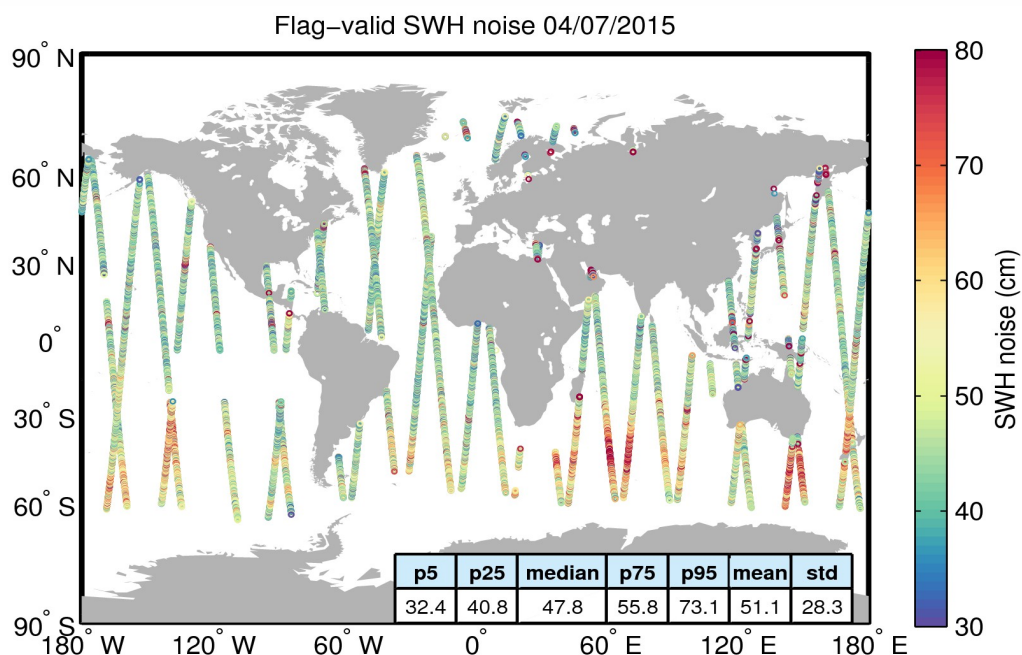 Flag−valid SWH noise 04/07/2015
90° N
60° N
30° N
0°
30° S
60° S
90° S
180° W
120° W
60° W
0°
60° E
120° E
180° E
p5 p25 median p75 p95 mean std
32.4 40.8 47.8 55.8 73.1 51.1 28.3
80
70
60
50
40
30
SWH noise (cm)